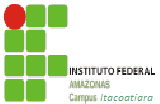 INSTITUTO FEDERAL
AMAZONAS
Campus Itacoatiara